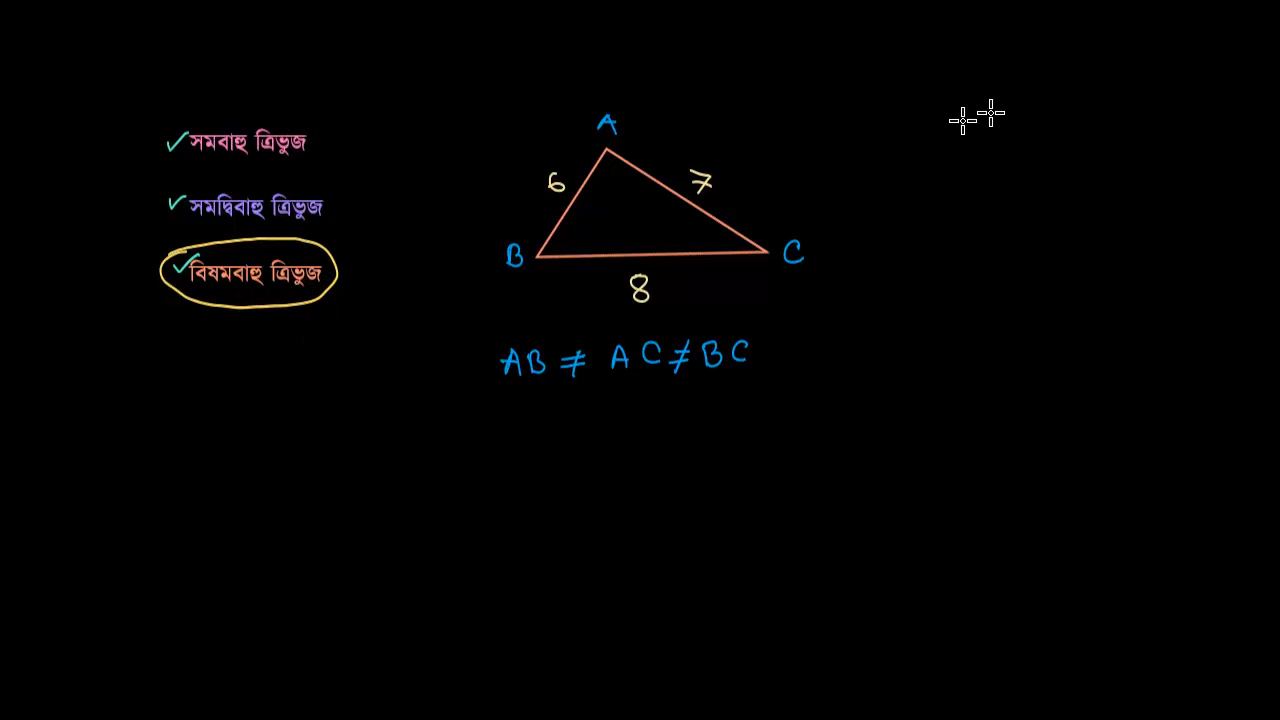 সমবাহু ত্রিভুজ
সমদ্বিবাহু ত্রিভুজ
বিষমবাহু ত্রিভুজ
A
6
7
B
C
8
AB ≠ AC ≠ BC